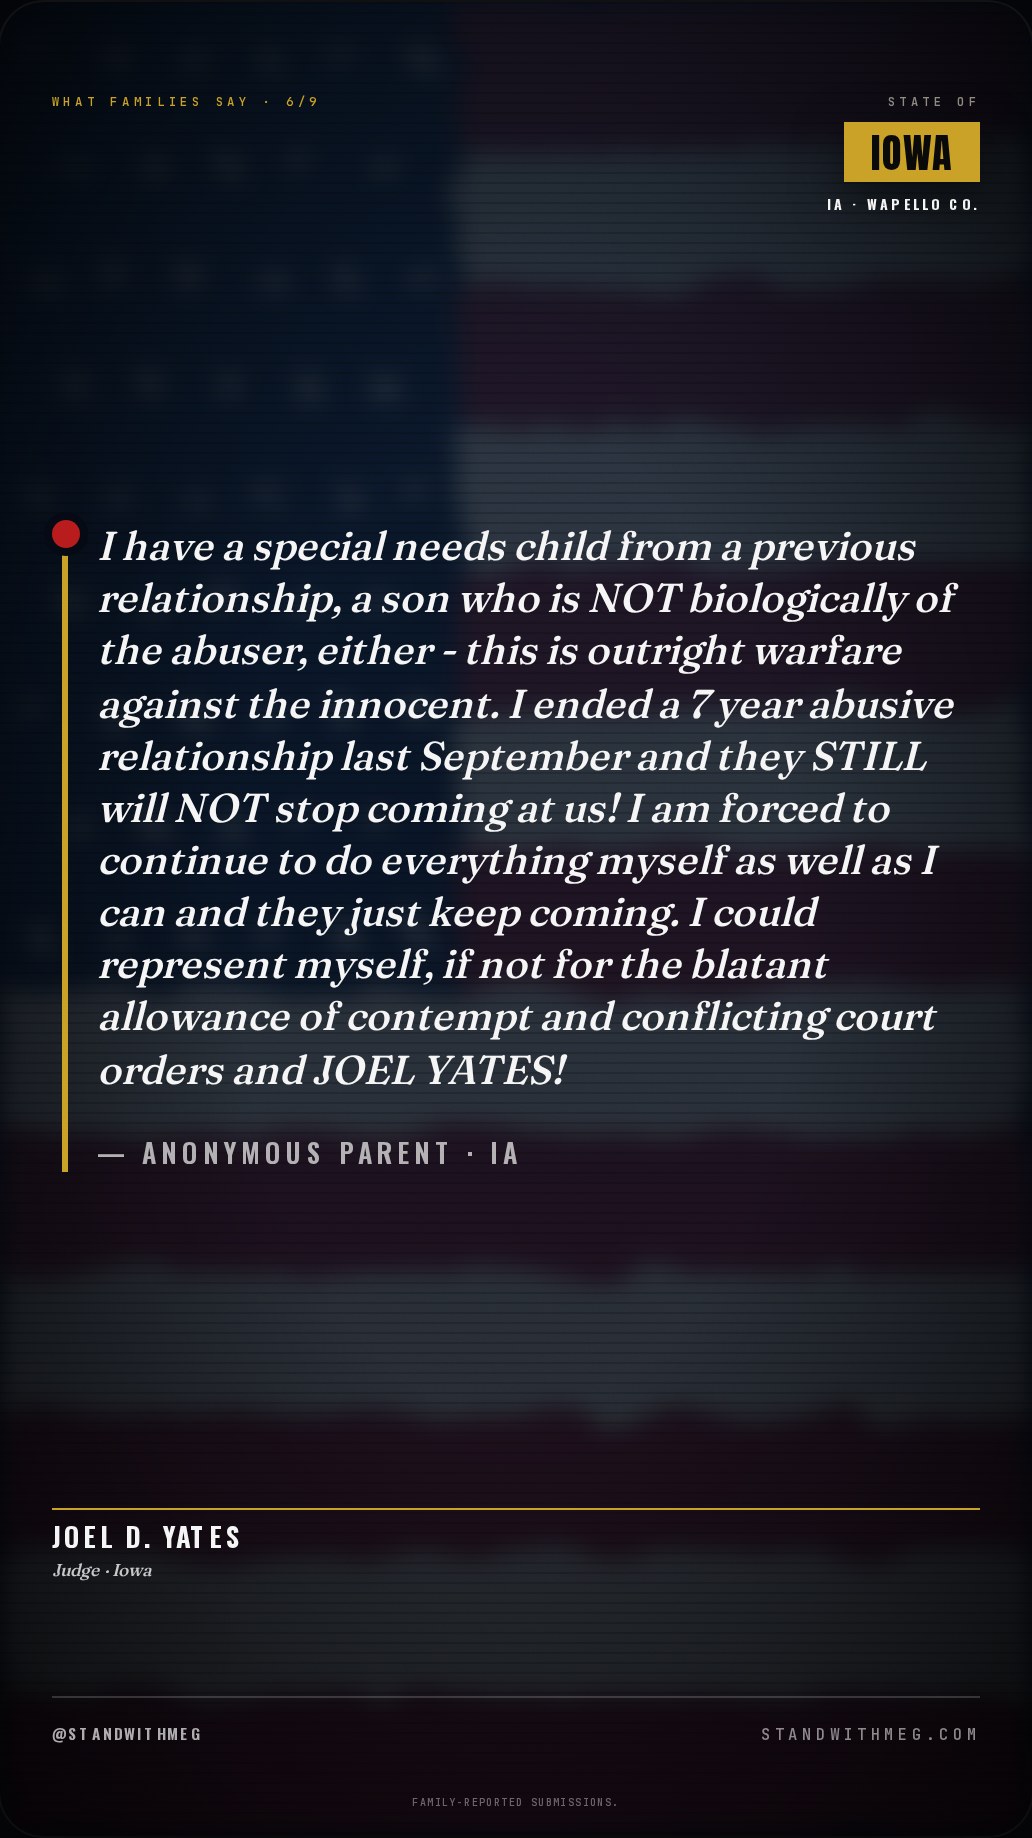 WHAT FAMILIES SAY · 6/9
STATE OF
IOWA
IA · WAPELLO CO.
I have a special needs child from a previous
relationship, a son who is NOT biologically of
the abuser, either - this is outright warfare
against the innocent. I ended a 7 year abusive
relationship last September and they STILL
will NOT stop coming at us! I am forced to
continue to do everything myself as well as I
can and they just keep coming. I could
represent myself, if not for the blatant
allowance of contempt and conflicting court
orders and JOEL YATES!
— ANONYMOUS PARENT · IA
JOEL D. YATES
Judge · Iowa
@STANDWITHMEG
STANDWITHMEG.COM
FAMILY-REPORTED SUBMISSIONS.